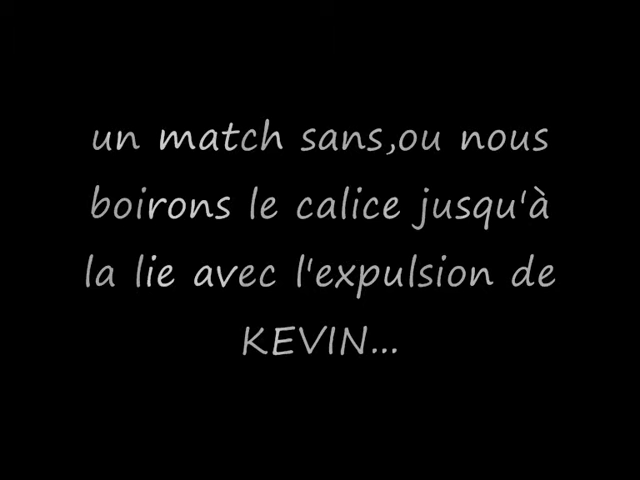 un match sans,ou nous
boirons le calice jusqu'à
la lie avec l'expulsion de
KEVIN...